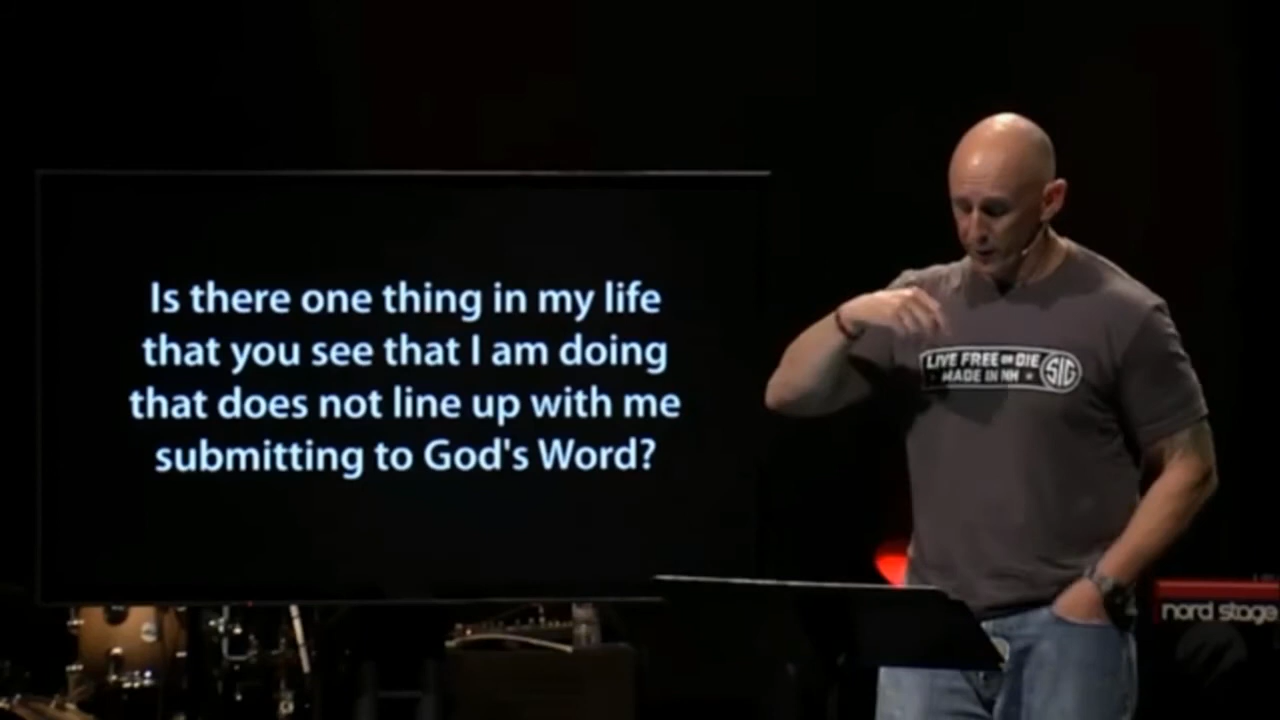 Is there one thing in my life
that you see that I am doing
that does not line up with me
submitting to God's Word?
LIVE FREE OR DIE
MADE IN NH
SIG
nord stage